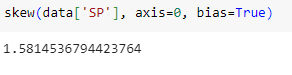 skew(data['SP'], axis=0, bias=True)
1.5814536794423764